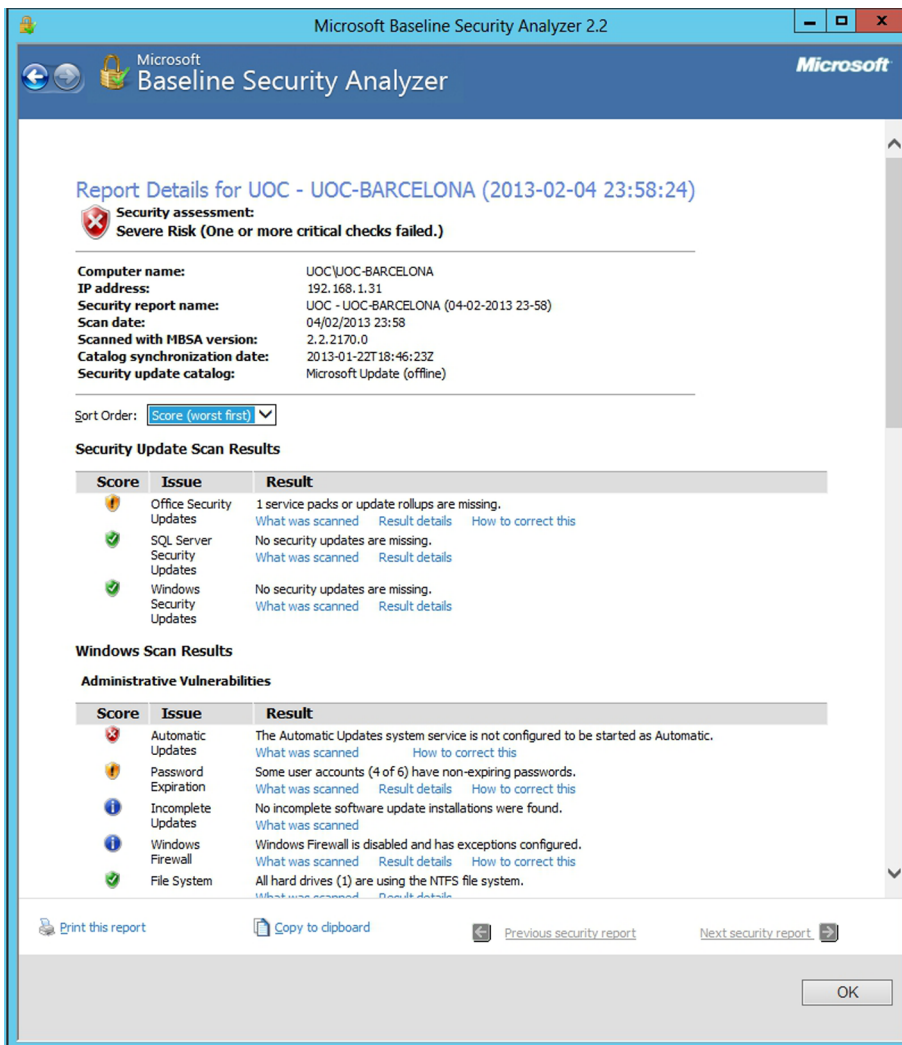 Microsoft Baseline Security Analyzer 2.2
Microsoft
Baseline Security Analyzer
Microsoft
Report Details for UOC - UOC-BARCELONA (2013-02-04 23:58:24)
Security assessment:
Severe Risk (One or more critical checks failed.)
Computer name: UOC\UOC-BARCELONA
IP address: 192.168.1.31
Security report name: UOC - UOC-BARCELONA (04-02-2013 23-58)
Scan date: 04/02/2013 23:58
Scanned with MBSA version: 2.2.2170.0
Catalog synchronization date: 2013-01-22T18:46:23Z
Security update catalog: Microsoft Update (offline)
Sort Order: Score (worst first)
Security Update Scan Results
Score Issue Result
Office Security 1 service packs or update rollups are missing.
Updates What was scanned Result details How to correct this
SQL Server No security updates are missing.
Security What was scanned Result details
Updates
Windows No security updates are missing.
Security What was scanned Result details
Updates
Windows Scan Results
Administrative Vulnerabilities
Score Issue Result
Automatic The Automatic Updates system service is not configured to be started as Automatic.
Updates What was scanned How to correct this
Password Some user accounts (4 of 6) have non-expiring passwords.
Expiration What was scanned Result details How to correct this
Incomplete No incomplete software update installations were found.
Updates What was scanned
Windows Windows Firewall is disabled and has exceptions configured.
Firewall What was scanned Result details How to correct this
File System All hard drives (1) are using the NTFS file system.
What was scanned Result details
Print this report Copy to clipboard Previous security report Next security report
OK